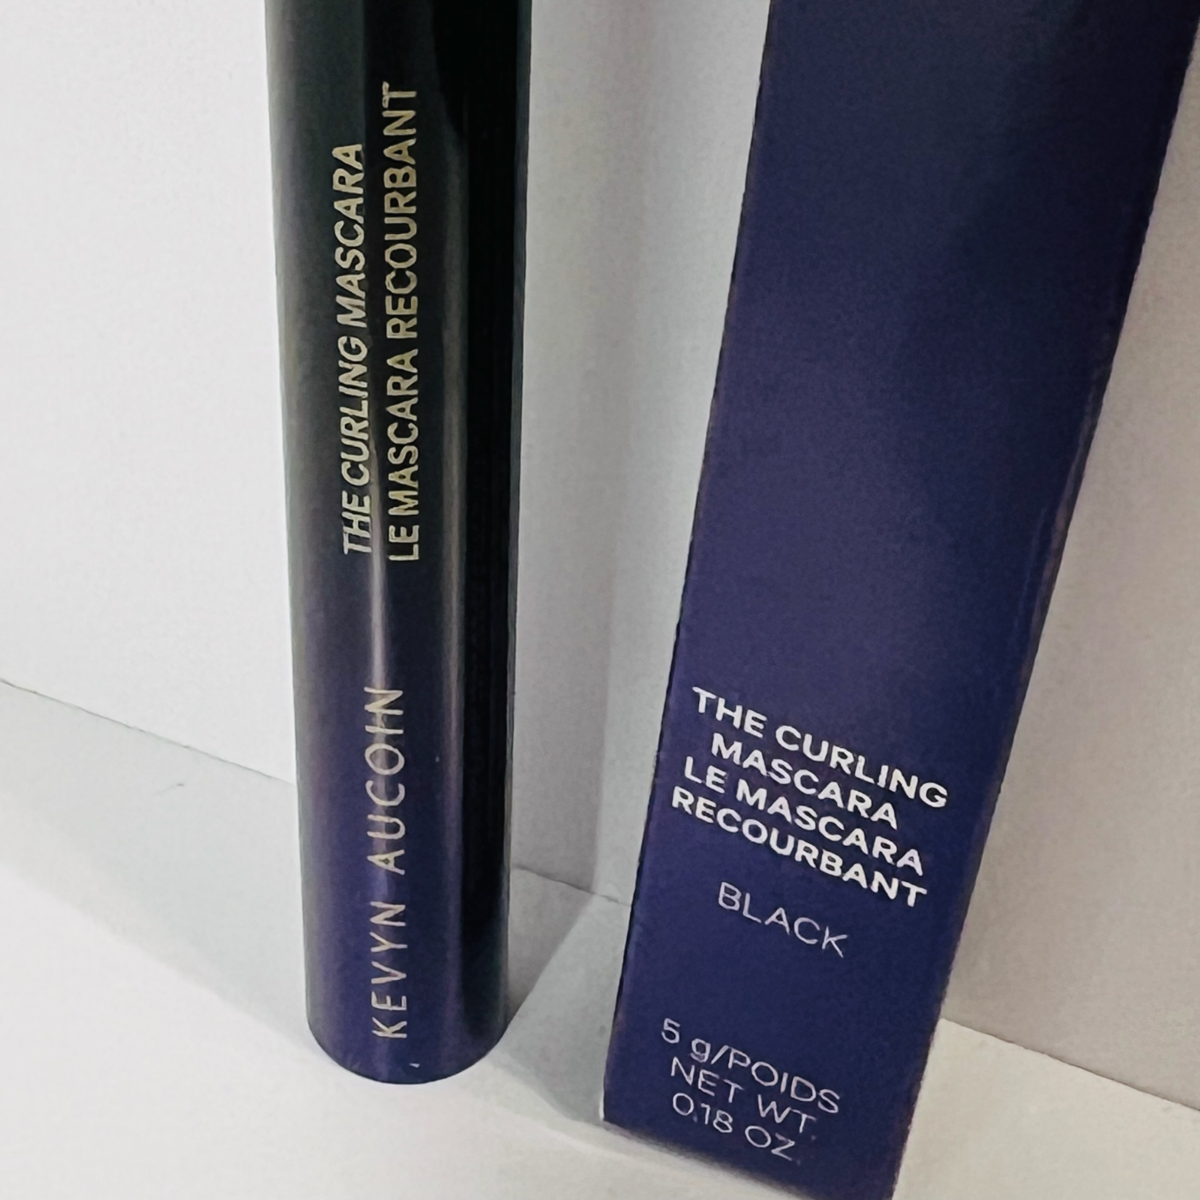 THE CURLING MASCARA
LE MASCARA RECOURBANT
KEVYN AUCOIN
THE CURLING
MASCARA
LE MASCARA
RECOURBANT
BLACK
5 g/POIDS
NET WT
0.18 OZ.